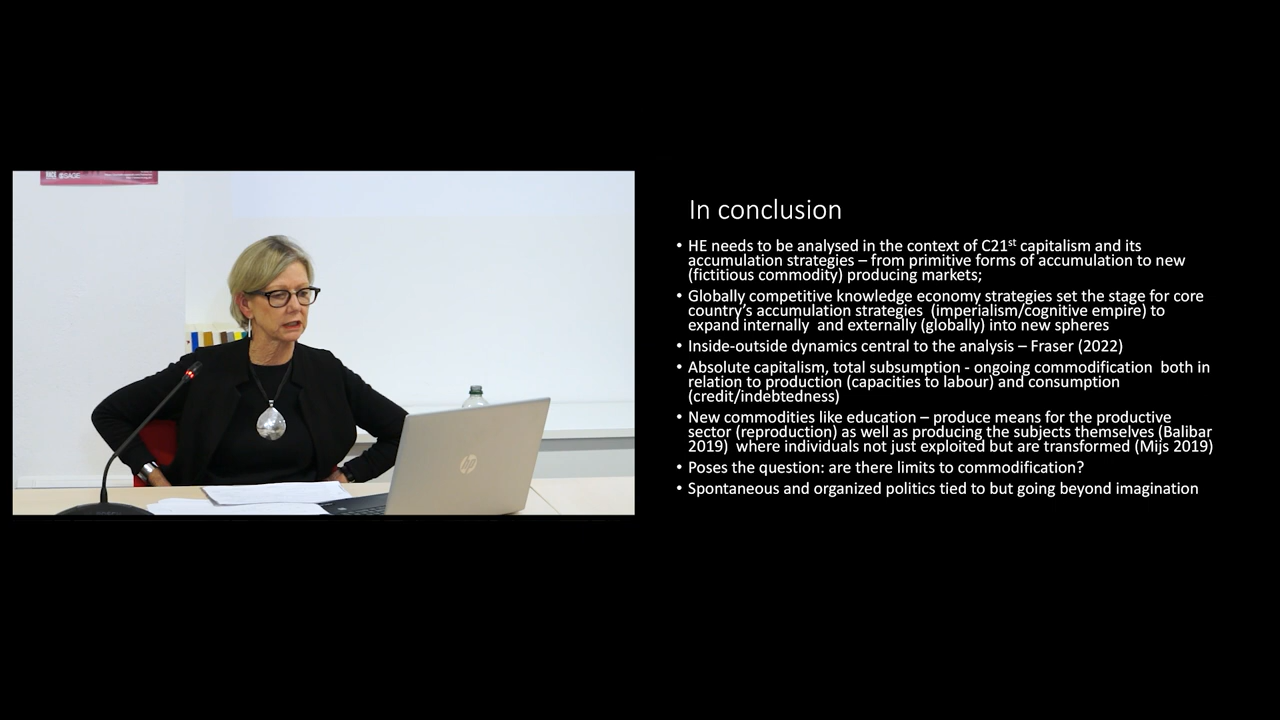 SAGE
hp
In conclusion
• HE needs to be analysed in the context of C21st capitalism and its
accumulation strategies – from primitive forms of accumulation to new
(fictitious commodity) producing markets;
• Globally competitive knowledge economy strategies set the stage for core
country's accumulation strategies (imperialism/cognitive empire) to
expand internally and externally (globally) into new spheres
• Inside-outside dynamics central to the analysis – Fraser (2022)
• Absolute capitalism, total subsumption - ongoing commodification both in
relation to production (capacities to labour) and consumption
(credit/indebtedness)
• New commodities like education – produce means for the productive
sector (reproduction) as well as producing the subjects themselves (Balibar
2019) where individuals not just exploited but are transformed (Mijs 2019)
• Poses the question: are there limits to commodification?
• Spontaneous and organized politics tied to but going beyond imagination